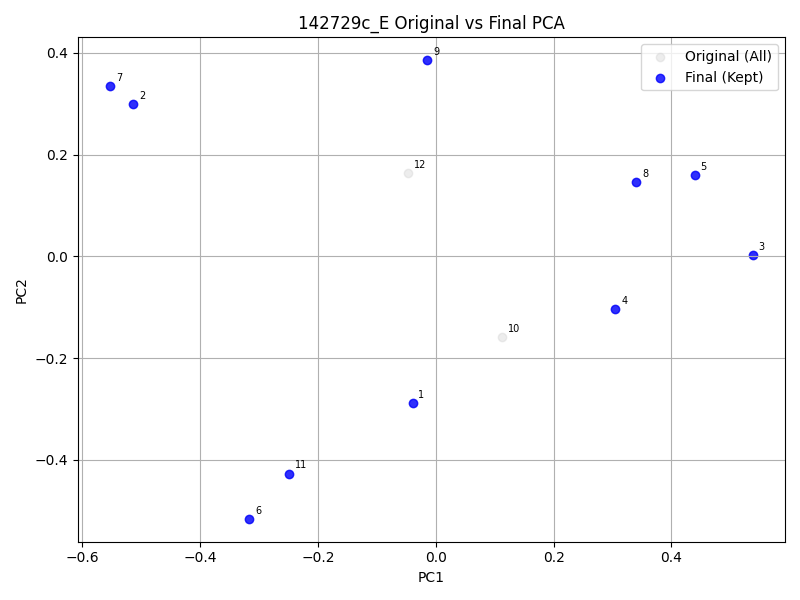 142729c_E Original vs Final PCA
Original (All)
Final (Kept)
7
2
9
12
8
5
3
4
10
1
11
6
0.4
0.2
0.0
−0.2
−0.4
PC2
−0.6 −0.4 −0.2 0.0 0.2 0.4
PC1